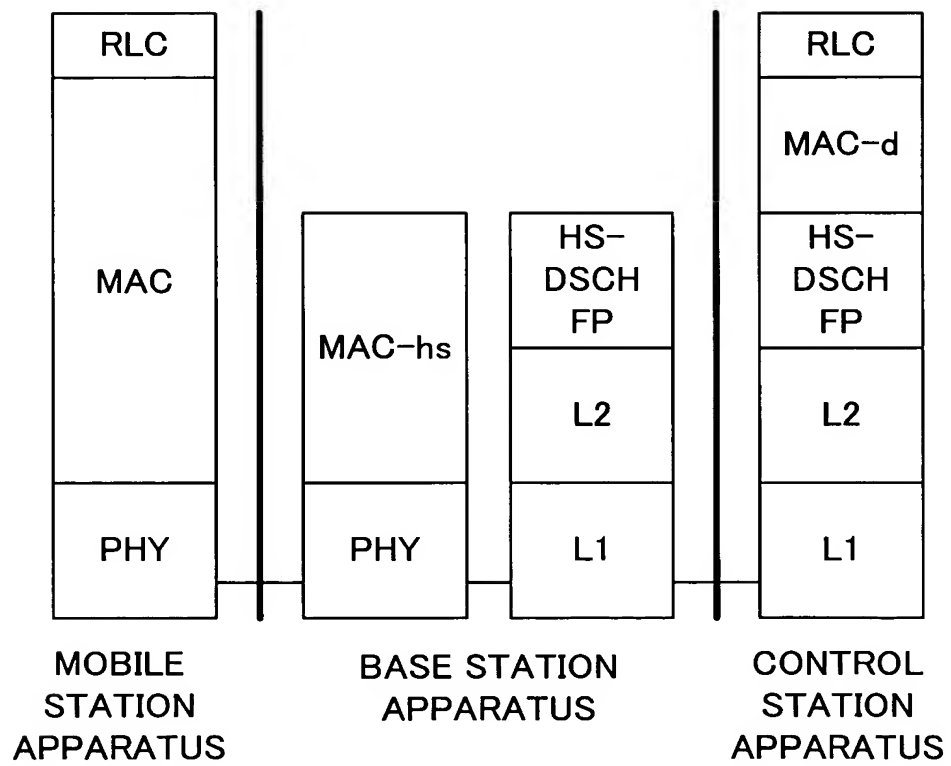 RLC
MAC
PHY
MAC-hs
PHY
HS-
DSCH
FP
L2
L1
RLC
MAC-d
HS-
DSCH
FP
L2
L1
MOBILE
STATION
APPARATUS
BASE STATION
APPARATUS
CONTROL
STATION
APPARATUS